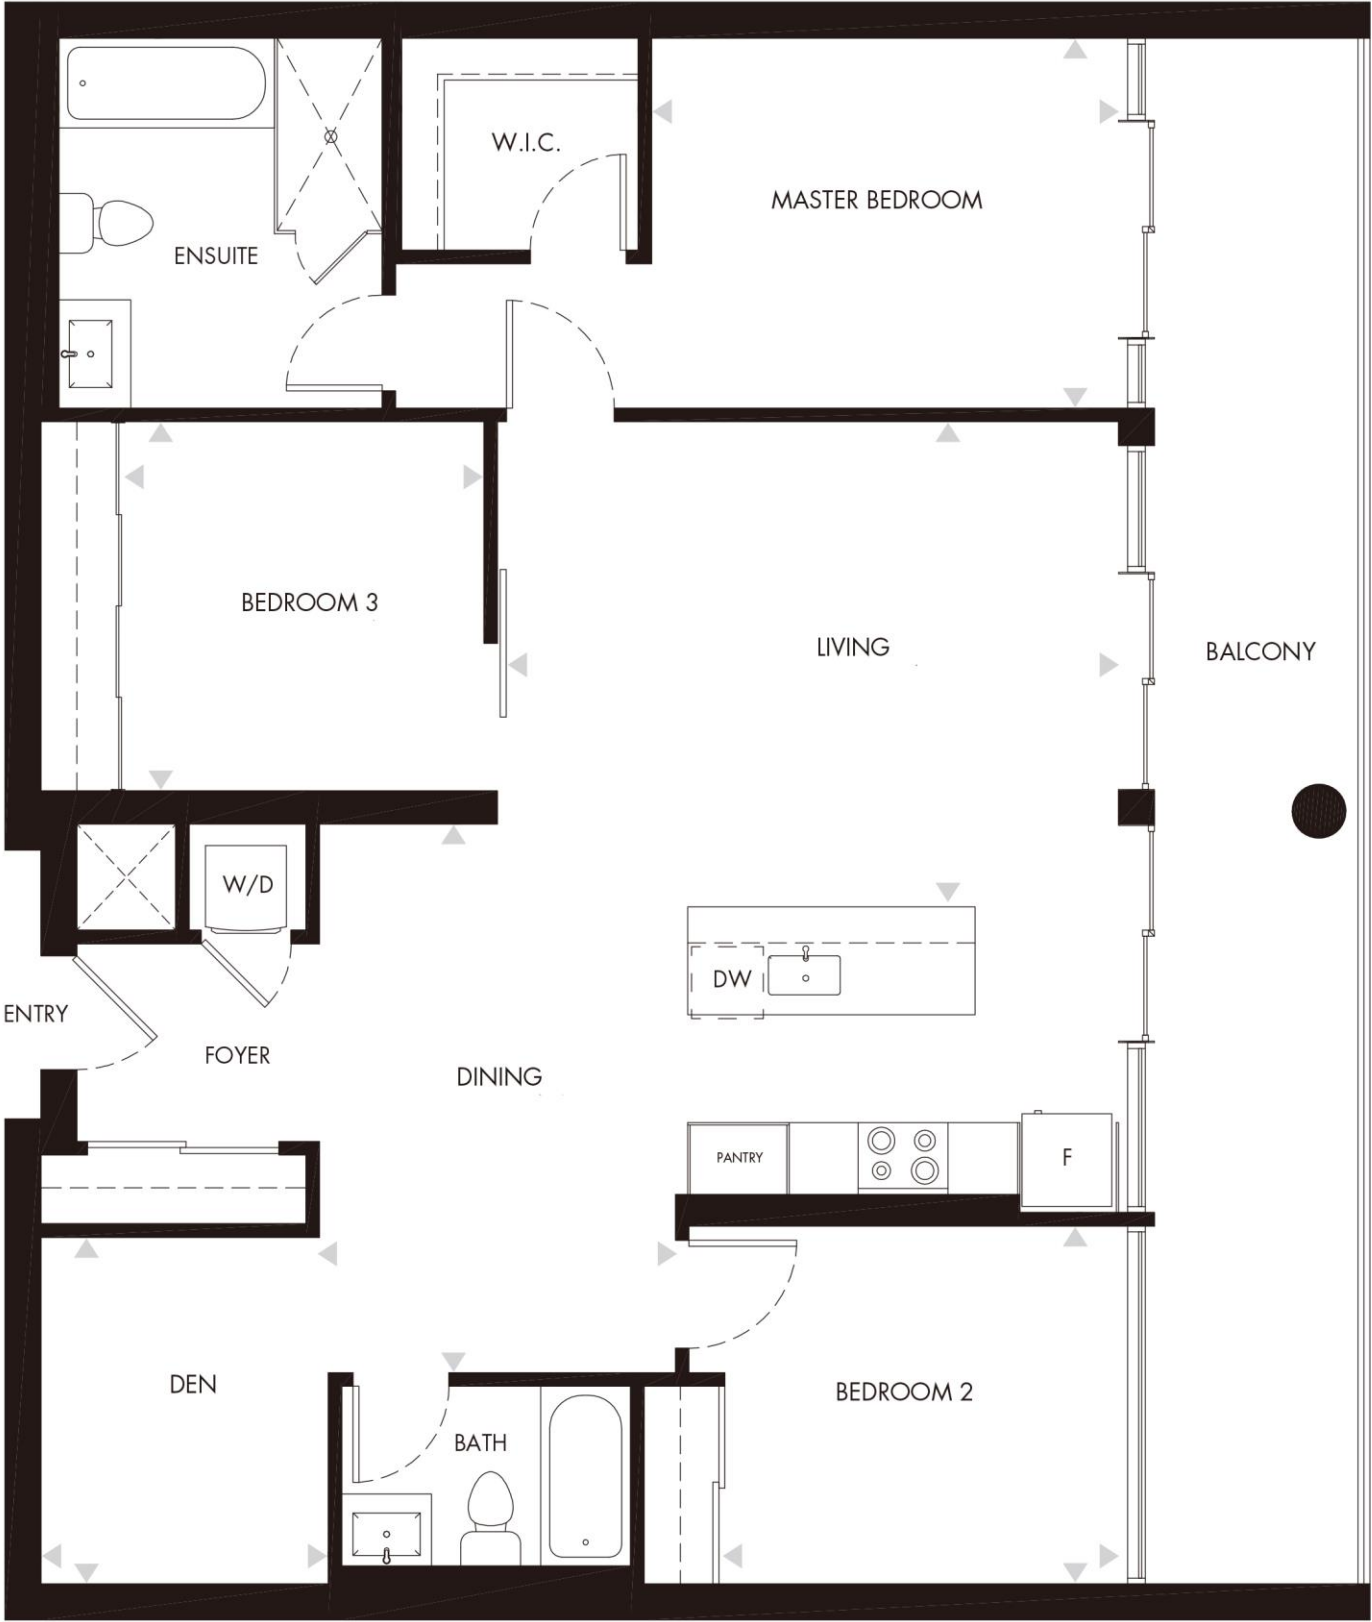 W.I.C.
MASTER BEDROOM
ENSUITE
BEDROOM 3
LIVING
BALCONY
W/D
DW
ENTRY
FOYER
DINING
PANTRY
F
DEN
BEDROOM 2
BATH